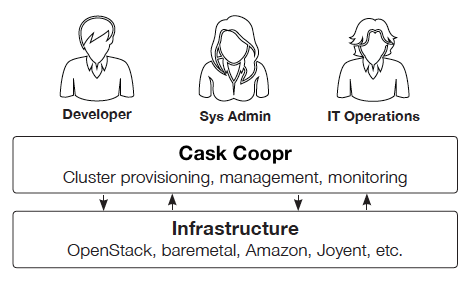 Developer
Sys Admin
IT Operations
Cask Coopr
Cluster provisioning, management, monitoring
Infrastructure
OpenStack, baremetal, Amazon, Joyent, etc.